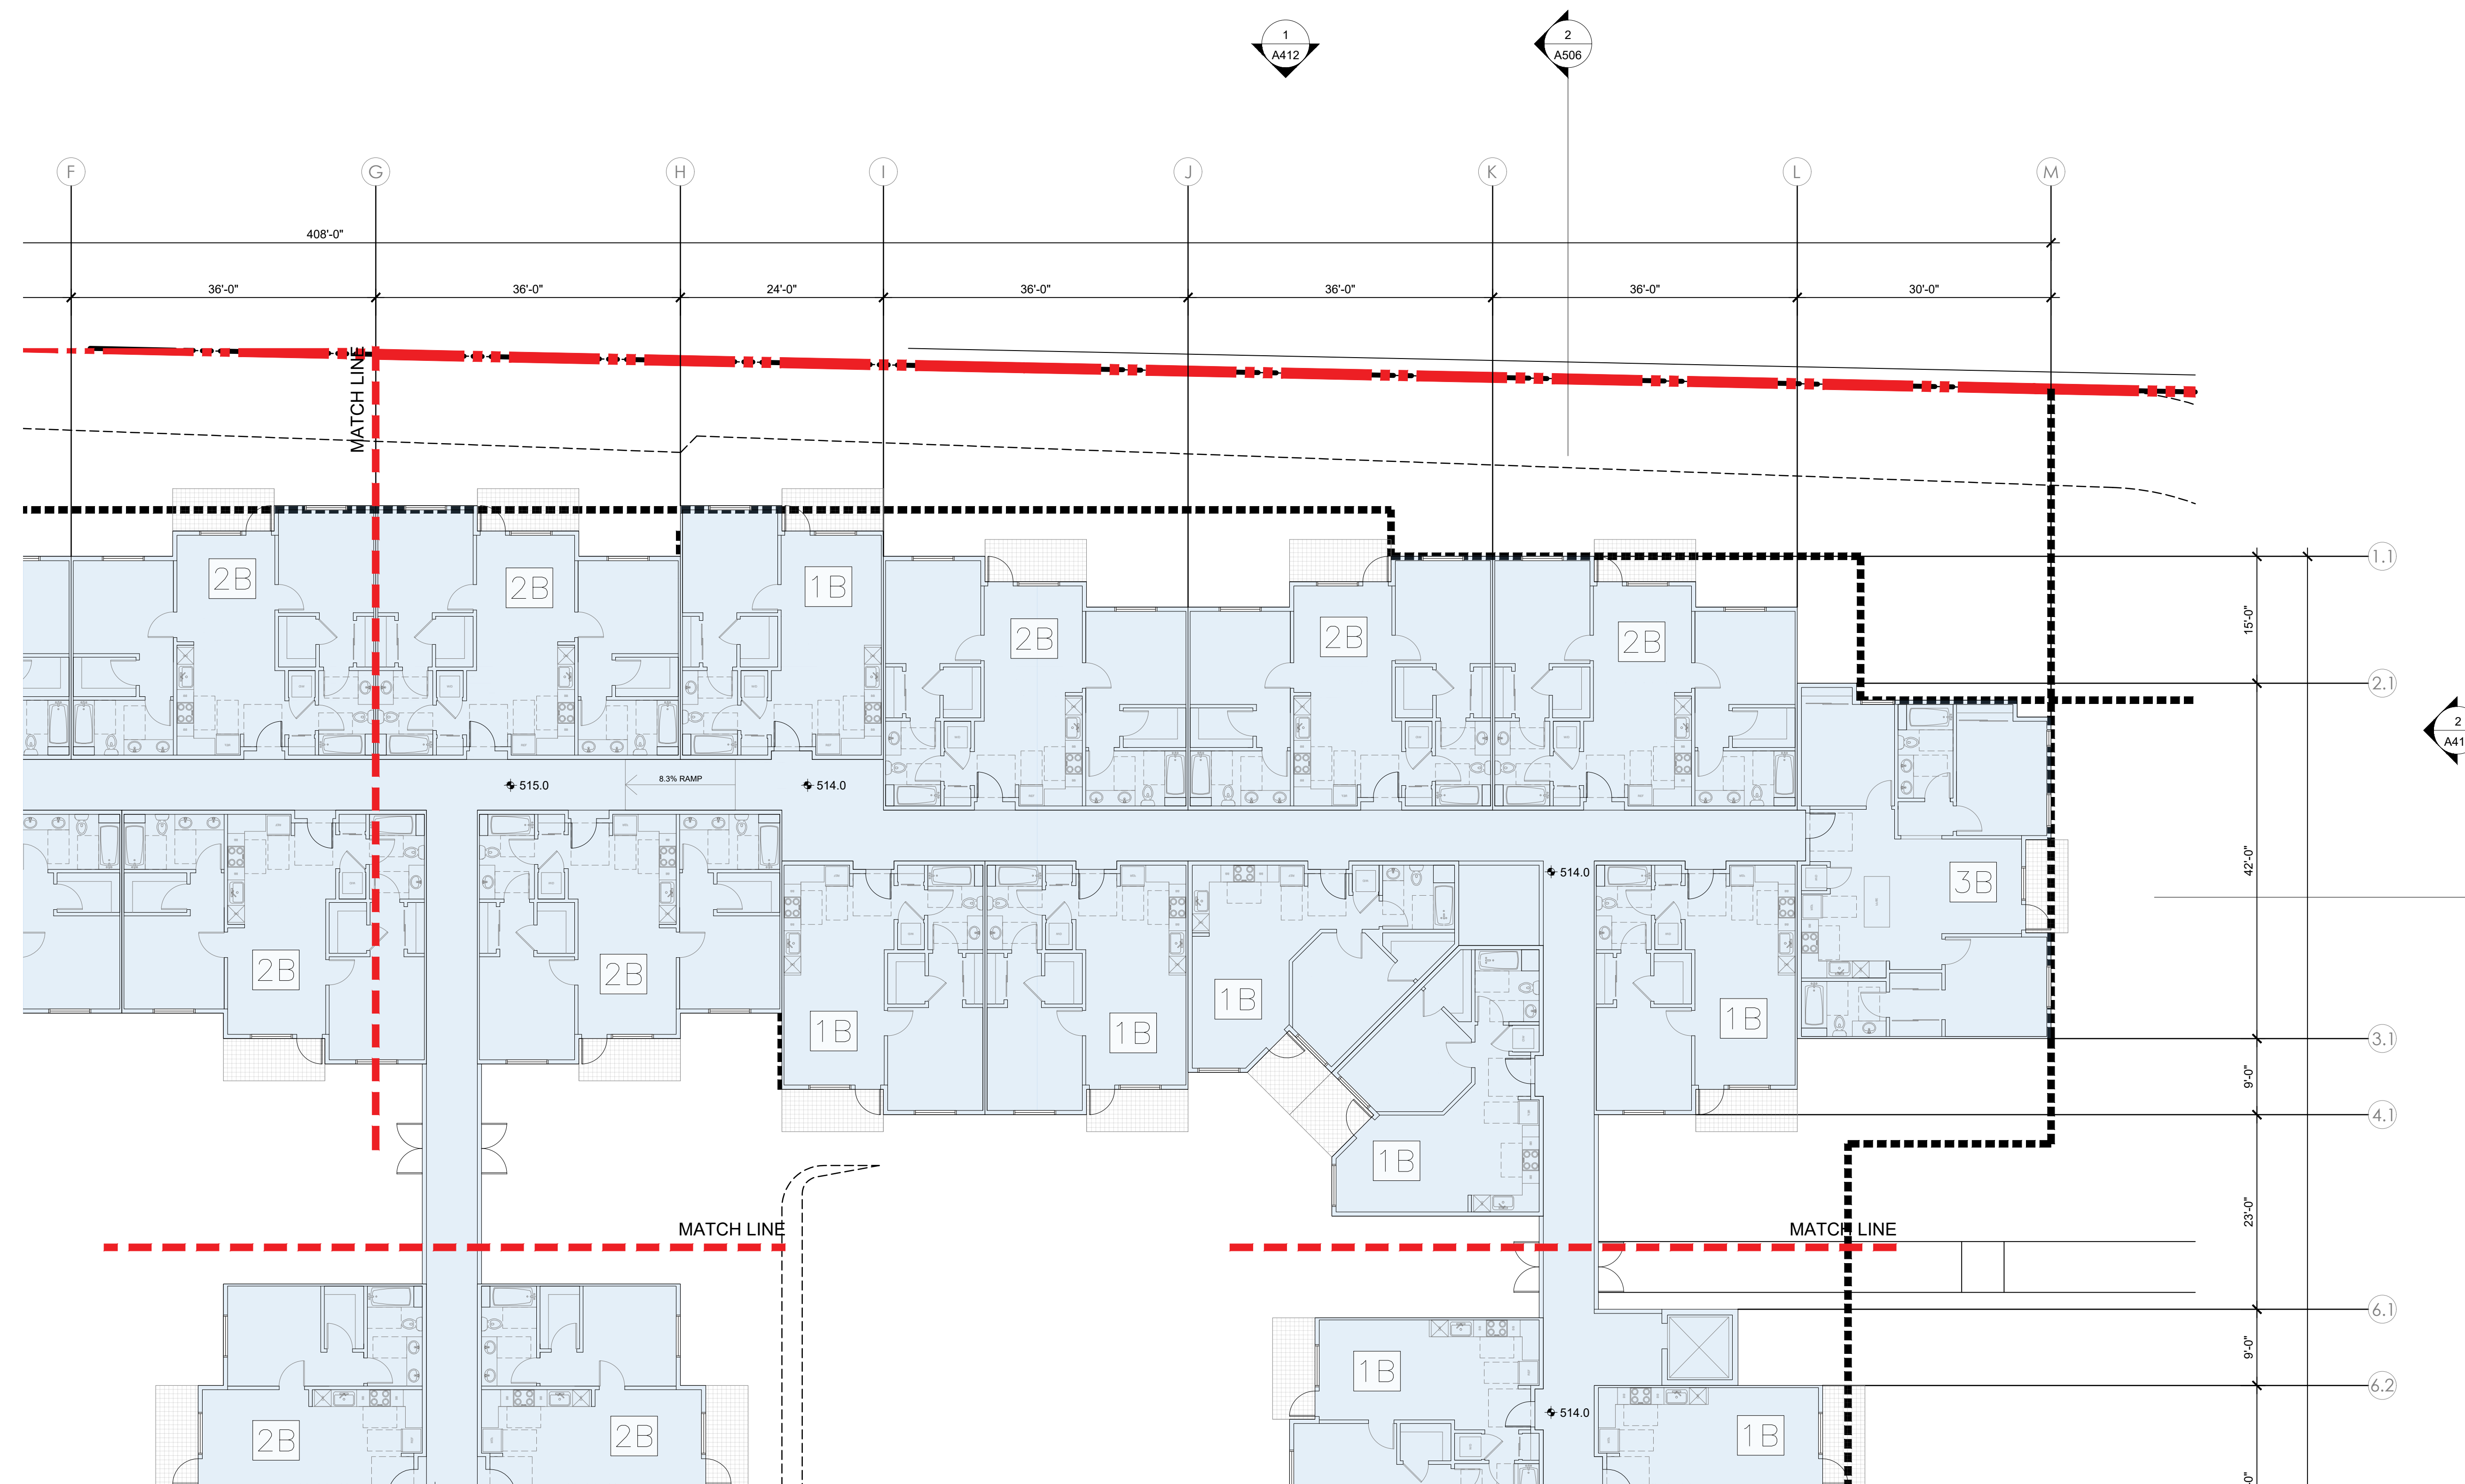 1
A412
2
A506
F
G
H
I
J
K
L
M
408'-0"
36'-0"
36'-0"
24'-0"
36'-0"
36'-0"
36'-0"
30'-0"
MATCH LINE
1.1
15'-0"
2.1
2B
2B
1B
2B
2B
2B
2
A41
515.0
8.3% RAMP
514.0
514.0
42'-0"
3B
2B
2B
1B
1B
1B
1B
3.1
9'-0"
4.1
1B
23'-0"
MATCH LINE
MATCH LINE
6.1
9'-0"
1B
6.2
514.0
2B
2B
1B